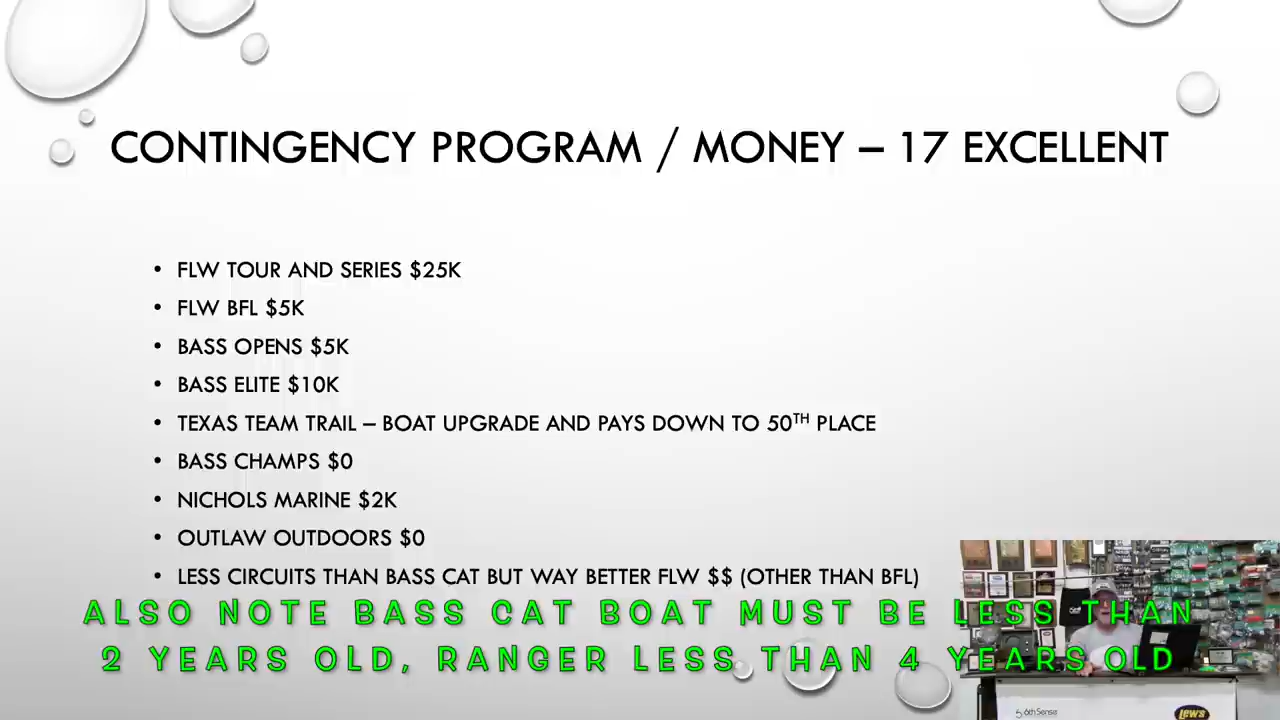 CONTINGENCY PROGRAM / MONEY – 17 EXCELLENT
• FLW TOUR AND SERIES $25K
• FLW BFL $5K
• BASS OPENS $5K
• BASS ELITE $10K
• TEXAS TEAM TRAIL – BOAT UPGRADE AND PAYS DOWN TO 50TH PLACE
• BASS CHAMPS $0
• NICHOLS MARINE $2K
• OUTLAW OUTDOORS $0
• LESS CIRCUITS THAN BASS CAT BUT WAY BETTER FLW $$ (OTHER THAN BFL)
ALSO NOTE BASS CAT BOAT MUST BE LESS THAN
2 YEARS OLD, RANGER LESS THAN 4 YEARS OLD
6th Sense
Lew's